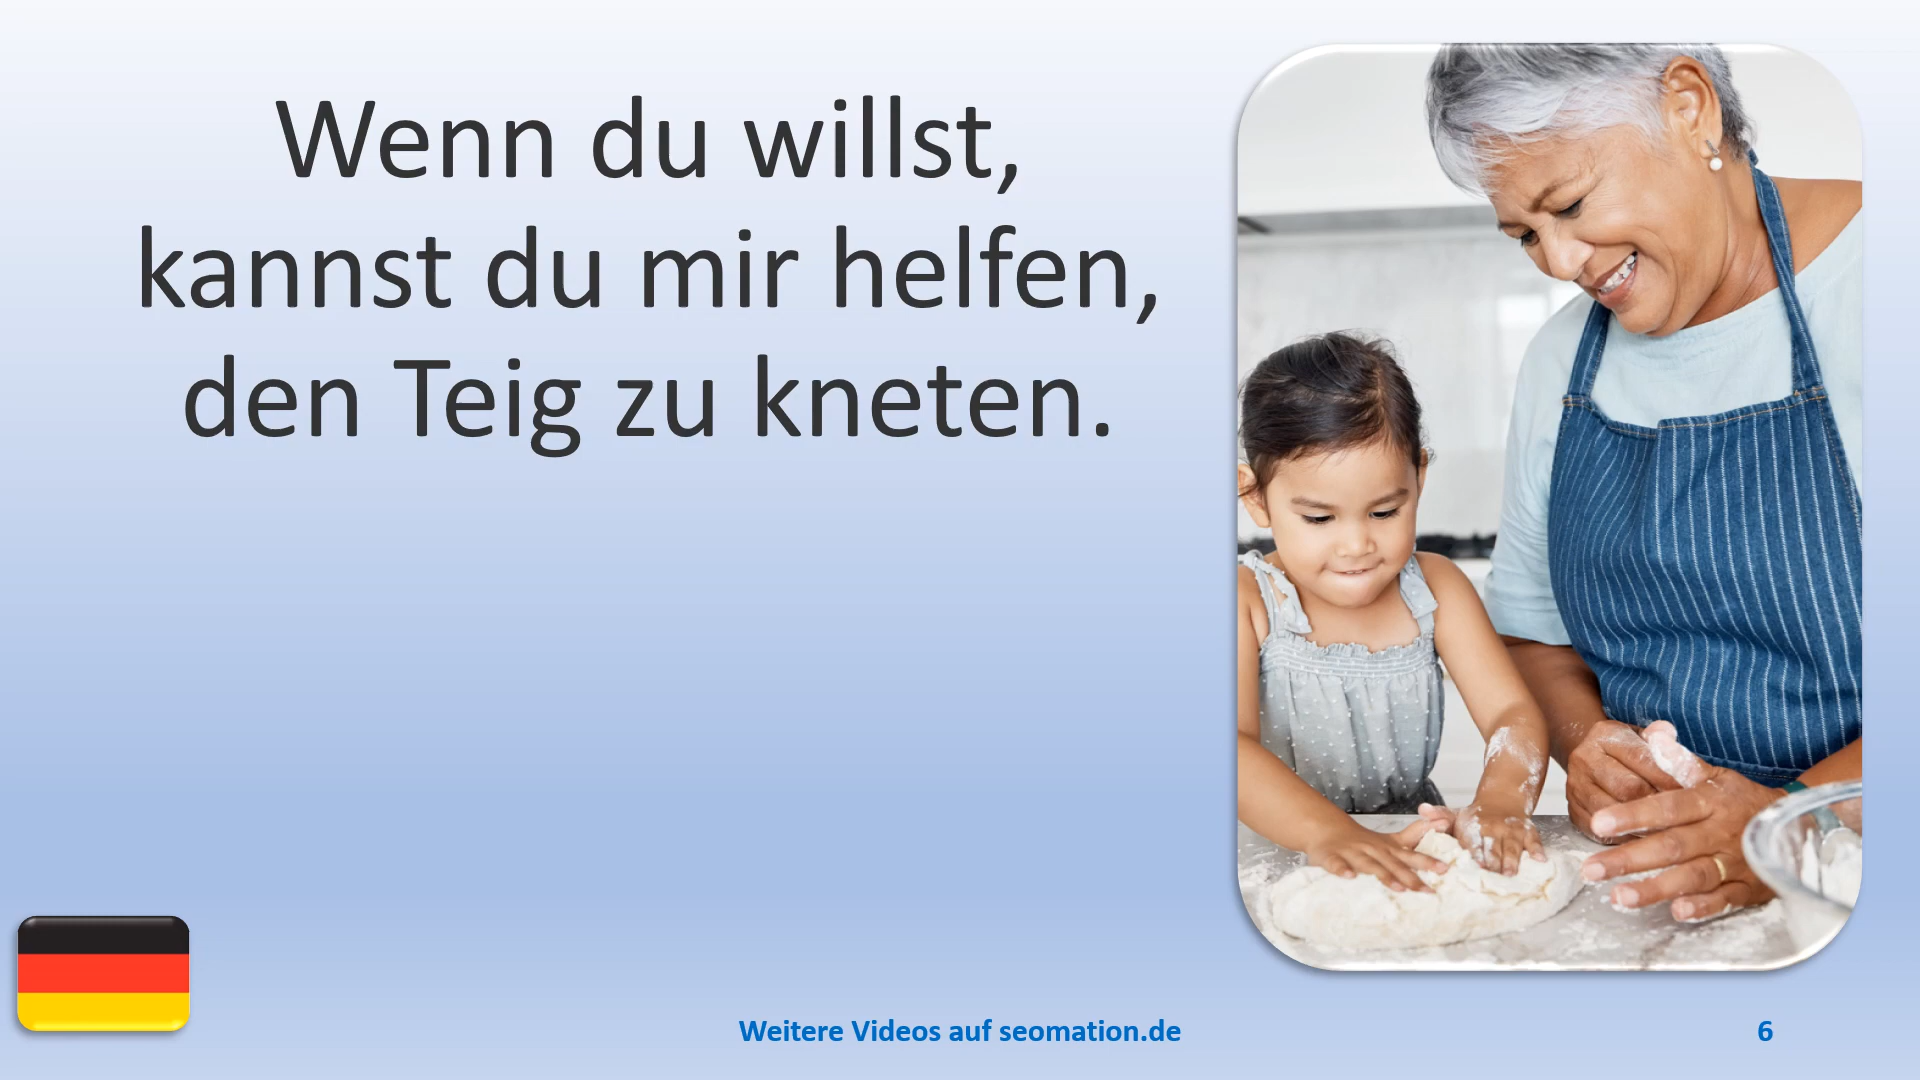 Wenn du willst,
kannst du mir helfen,
den Teig zu kneten.
Weitere Videos auf seomation.de
6